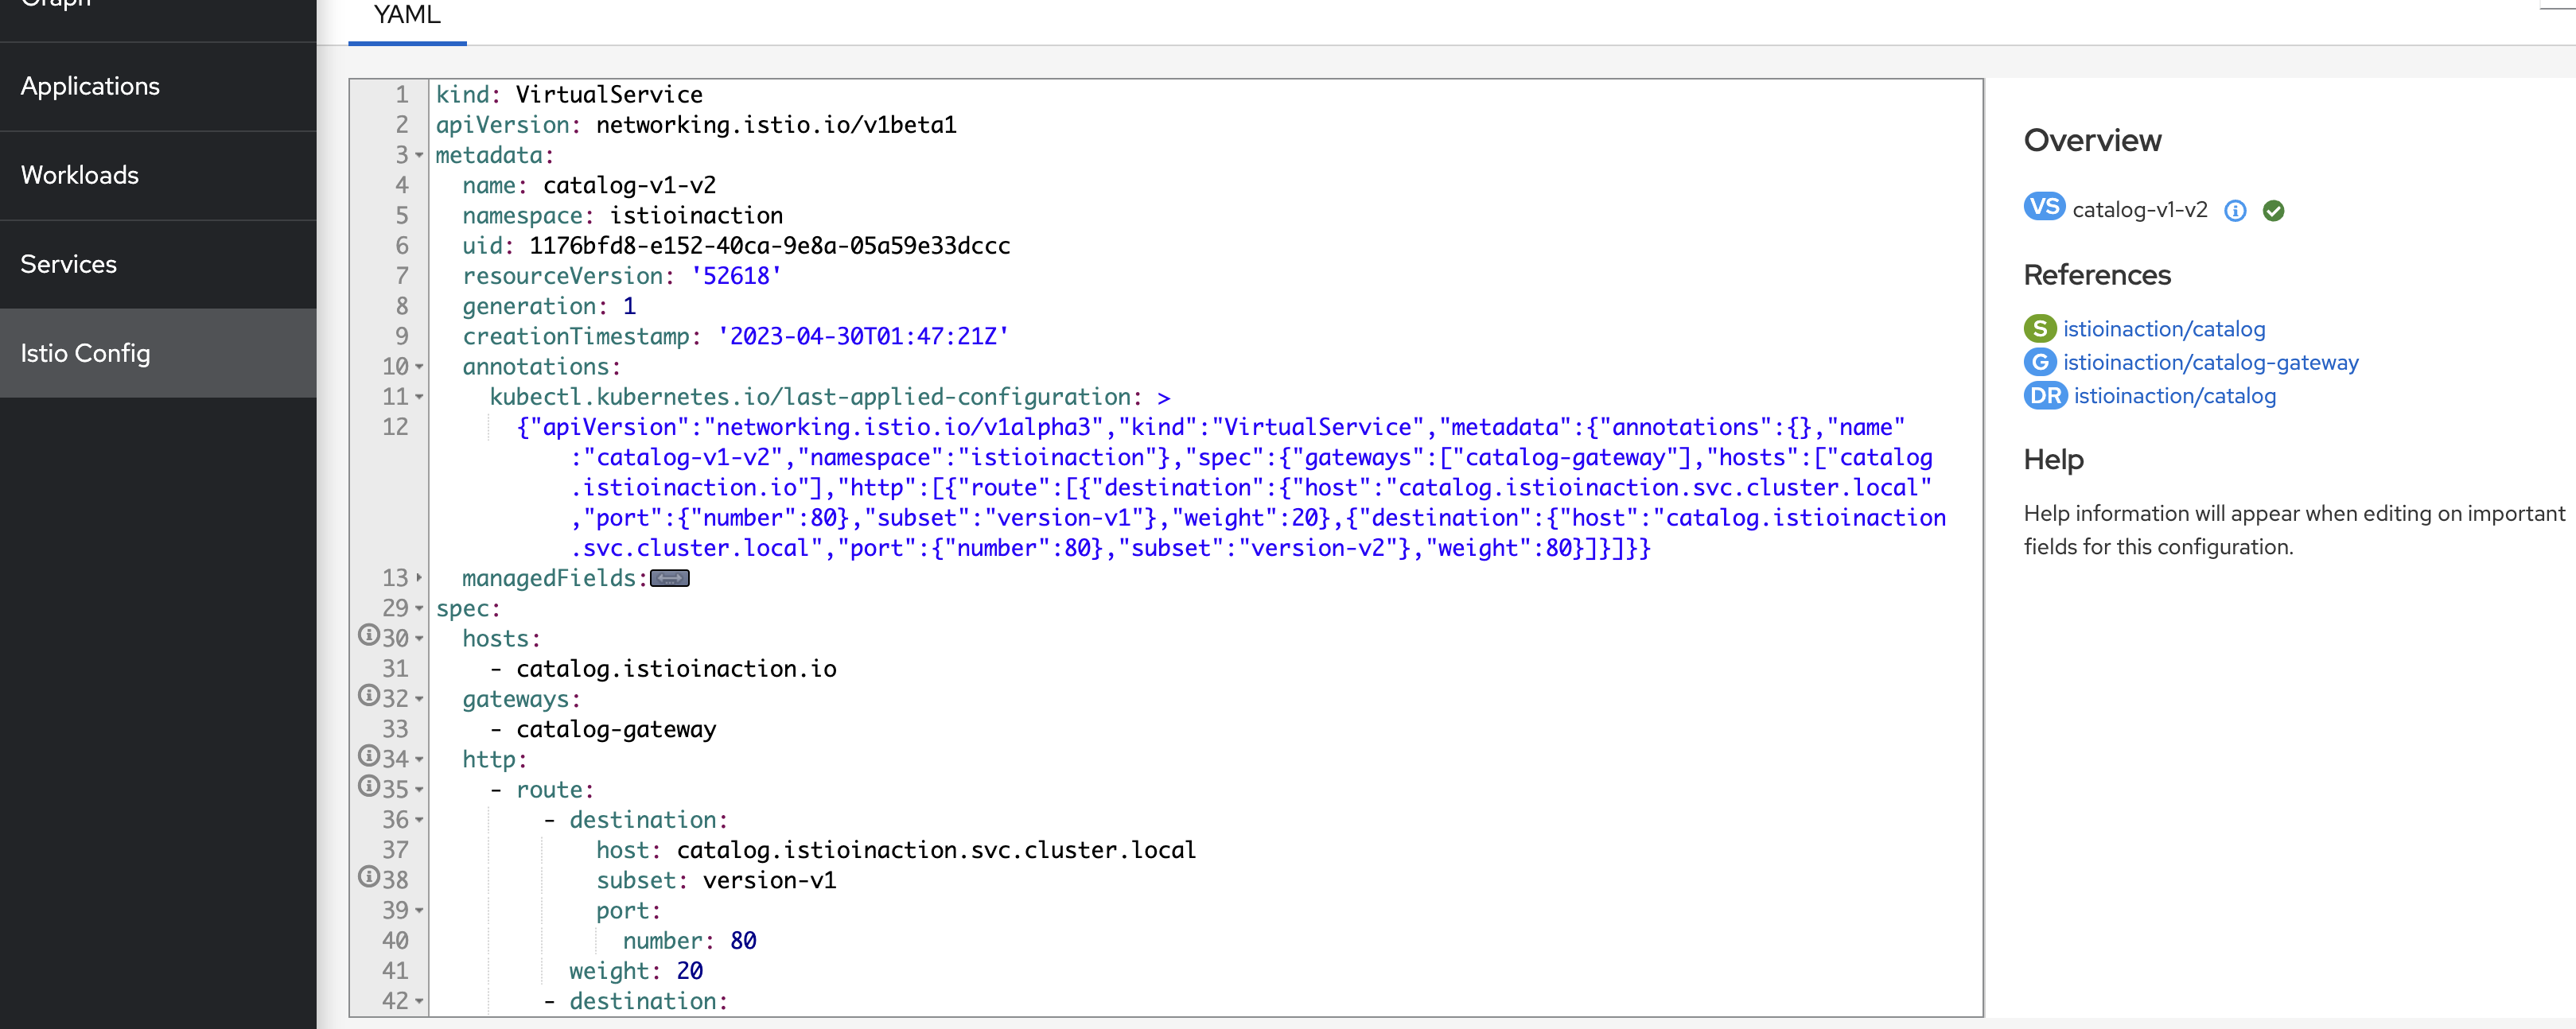 Graph
Applications
Workloads
Services
Istio Config
YAML
1 kind: VirtualService
2 apiVersion: networking.istio.io/v1beta1
3 metadata:
4 name: catalog-v1-v2
5 namespace: istioinaction
6 uid: 1176bfd8-e152-40ca-9e8a-05a59e33dccc
7 resourceVersion: '52618'
8 generation: 1
9 creationTimestamp: '2023-04-30T01:47:21Z'
10 annotations:
11 kubectl.kubernetes.io/last-applied-configuration: >
12 {"apiVersion":"networking.istio.io/v1alpha3","kind":"VirtualService","metadata":{"annotations":{},"name"
:"catalog-v1-v2","namespace":"istioinaction"},"spec":{"gateways":["catalog-gateway"],"hosts":["catalog
.istioinaction.io"],"http":[{"route":[{"destination":{"host":"catalog.istioinaction.svc.cluster.local"
,"port":{"number":80},"subset":"version-v1"},"weight":20},{"destination":{"host":"catalog.istioinaction
.svc.cluster.local","port":{"number":80},"subset":"version-v2"},"weight":80}]}]}}
13 managedFields:
29 spec:
30 hosts:
31 - catalog.istioinaction.io
32 gateways:
33 - catalog-gateway
34 http:
35 - route:
36 - destination:
37 host: catalog.istioinaction.svc.cluster.local
38 subset: version-v1
39 port:
40 number: 80
41 weight: 20
42 - destination:
Overview
VS catalog-v1-v2
References
S istioinaction/catalog
G istioinaction/catalog-gateway
DR istioinaction/catalog
Help
Help information will appear when editing on important
fields for this configuration.